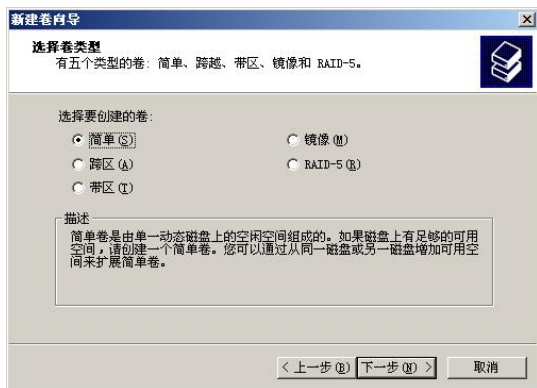 新建卷向导
选择卷类型
有五个类型的卷: 简单、跨越、带区、镜像和 RAID-5。
选择要创建的卷:
简单(S)
镜像(M)
跨区(A)
RAID-5(R)
带区(T)
描述
简单卷是由单一动态磁盘上的空闲空间组成的。如果磁盘上有足够的可用
空间，请创建一个简单卷。您可以通过从同一磁盘或另一磁盘增加可用空
间来扩展简单卷。
< 上一步(B)
下一步(N) >
取消